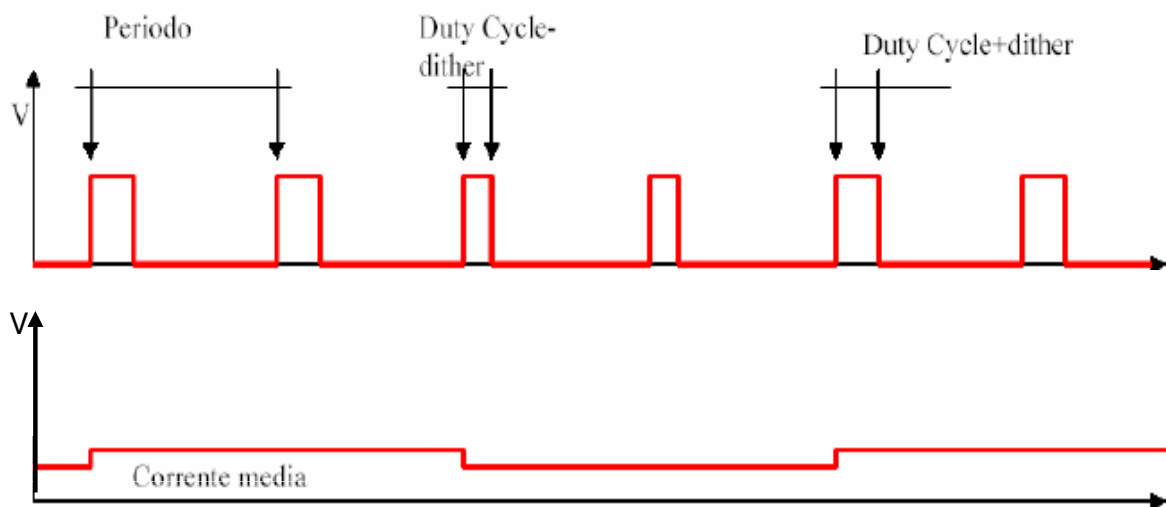 Periodo
Duty Cycle-
dither
Duty Cycle+dither
V
V
Corrente media